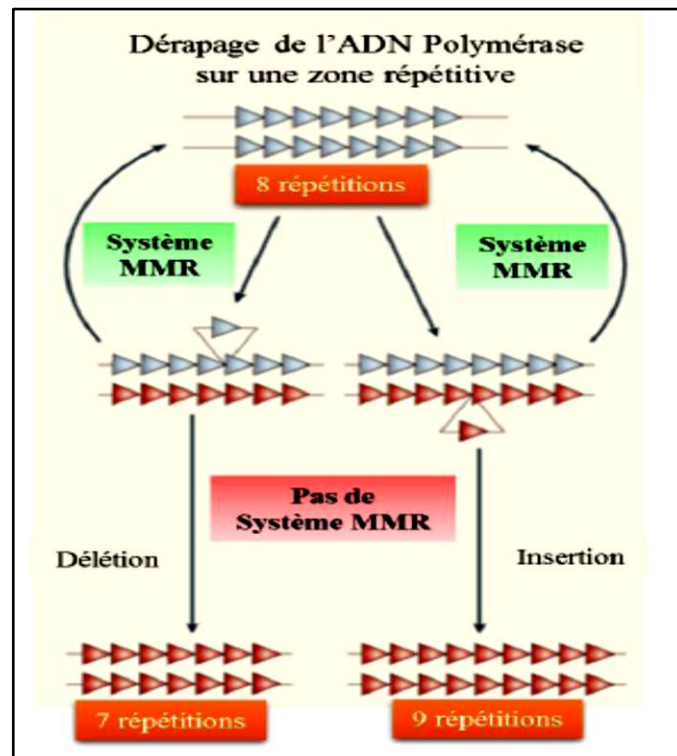 Dérapage de l'ADN Polymérase
sur une zone répétitive
8 répétitions
Système
MMR
Système
MMR
Pas de
Système MMR
Délétion
Insertion
7 répétitions
9 répétitions